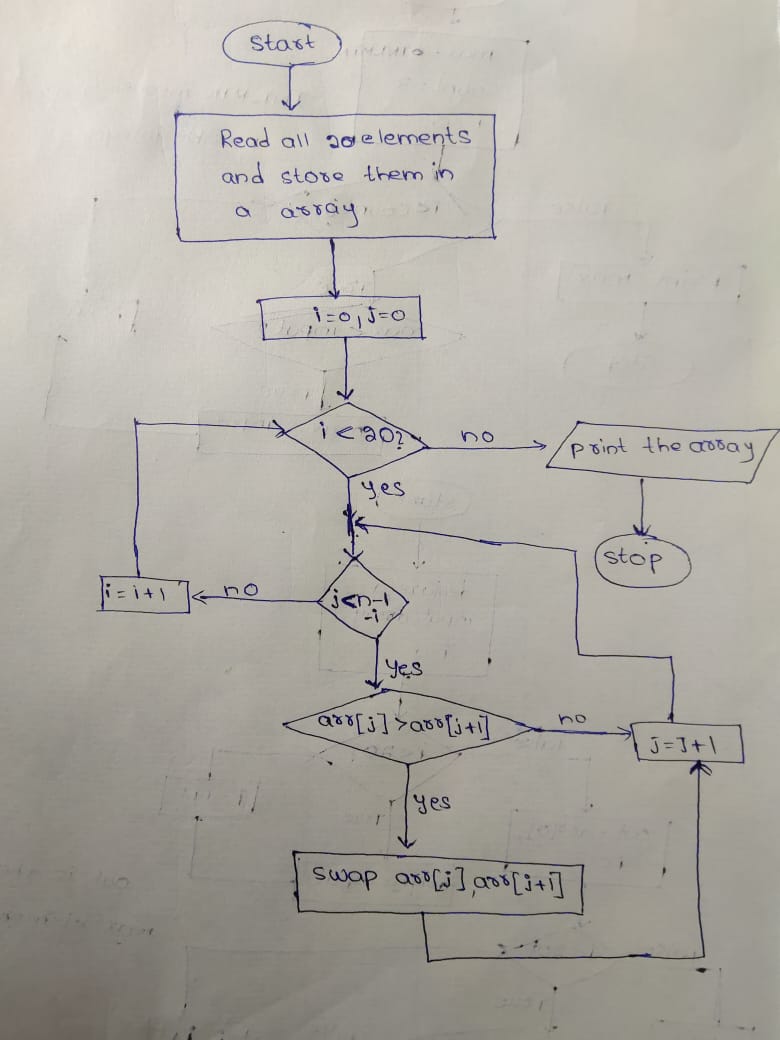 Start
Read all 20 elements
and store them in
a array
i=0, j=0
i < 20?
no
print the array
yes
stop
i = i+1
no
j<n-1
-i
yes
arr[j] >arr[j+1]
no
j=J+1
yes
swap arr[j], arr[j+1]